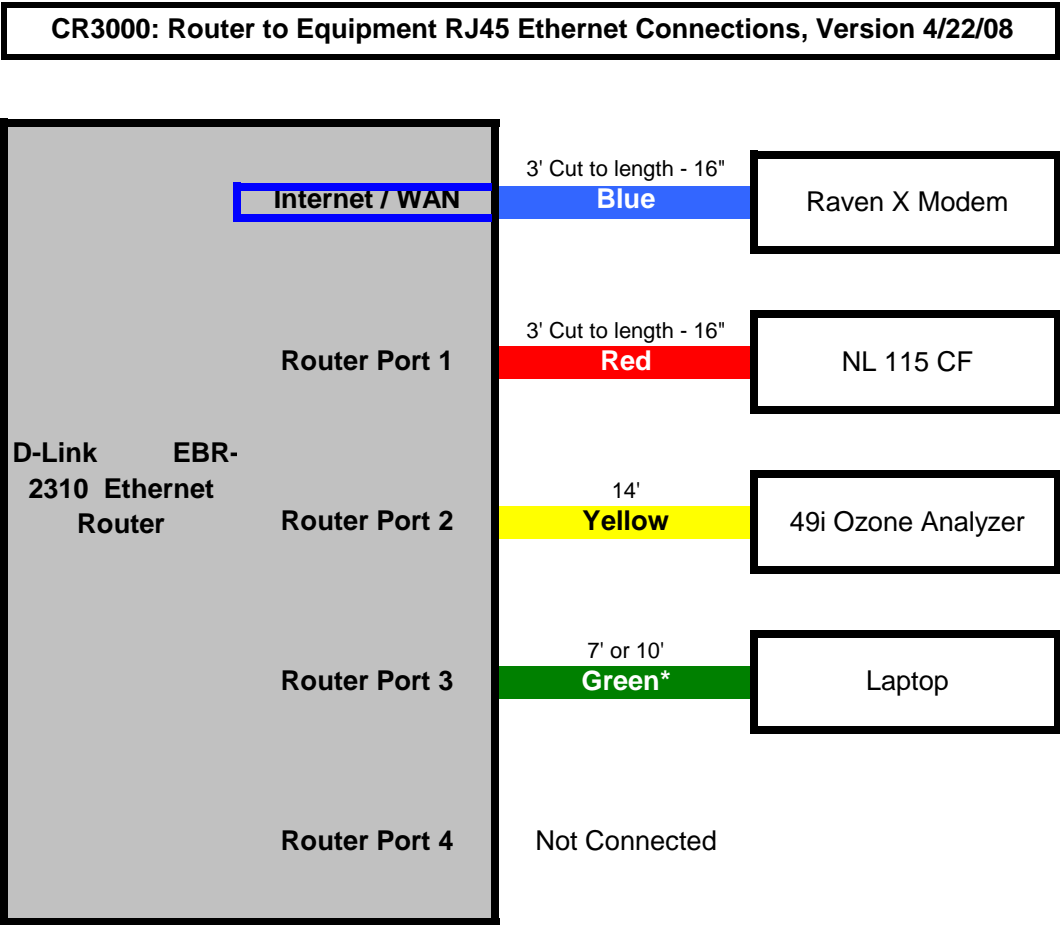 CR3000: Router to Equipment RJ45 Ethernet Connections, Version 4/22/08
3' Cut to length - 16"
Internet / WAN
Blue
Raven X Modem
3' Cut to length - 16"
Router Port 1
Red
NL 115 CF
D-Link EBR-
2310 Ethernet
Router
14'
Router Port 2
Yellow
49i Ozone Analyzer
7' or 10'
Router Port 3
Green*
Laptop
Router Port 4
Not Connected